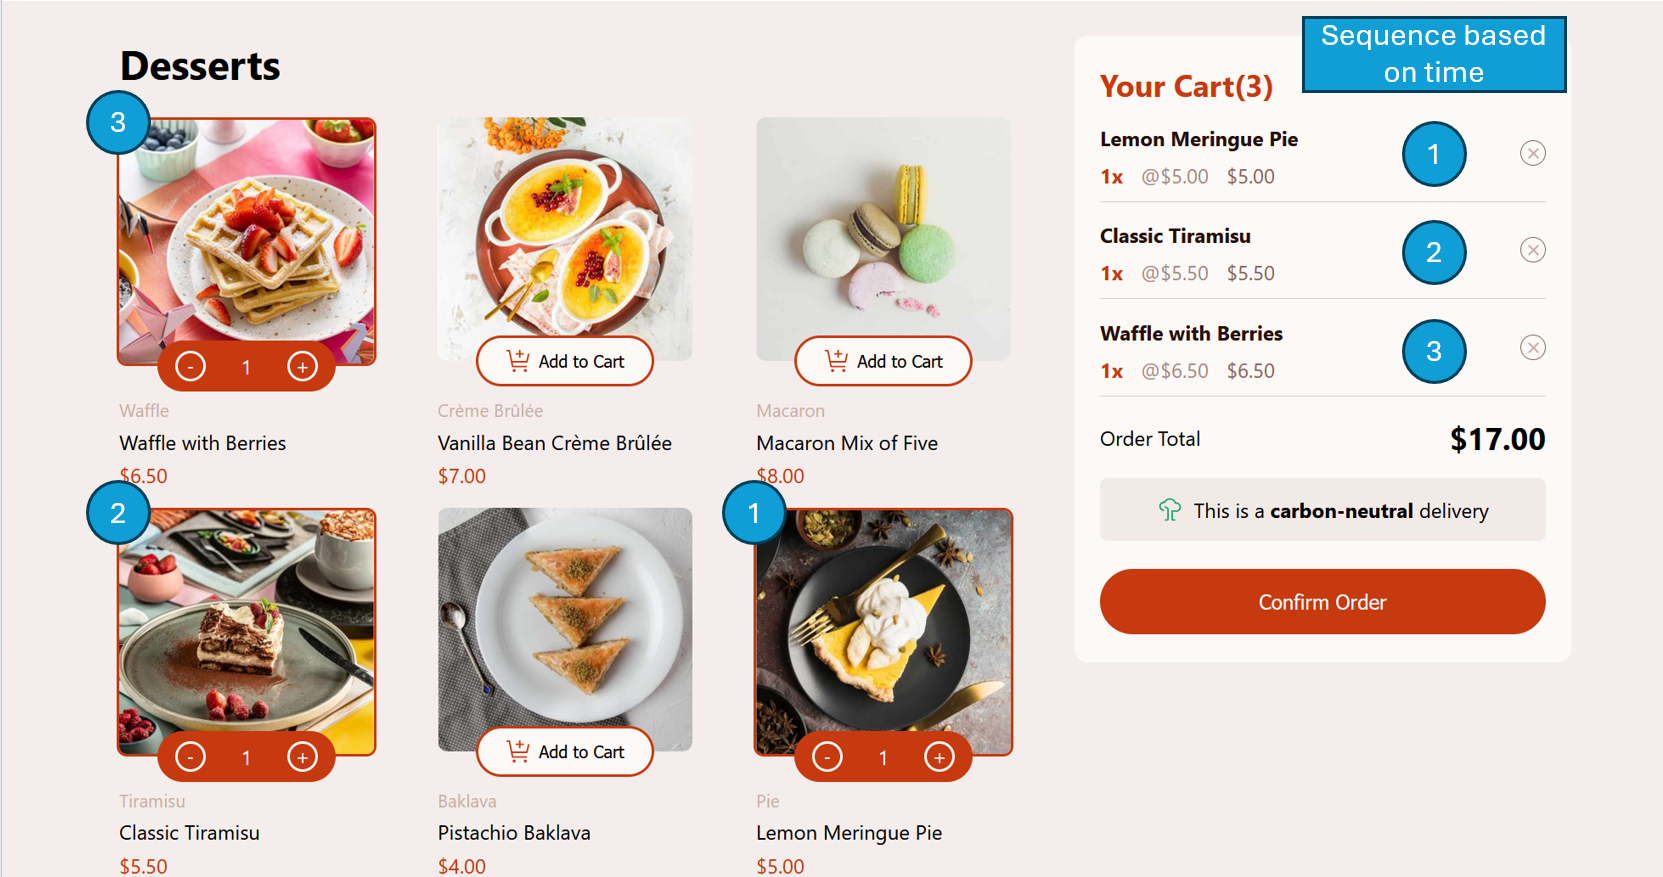 Desserts
3
- 1 +
Waffle
Waffle with Berries
$6.50
Add to Cart
Crème Brûlée
Vanilla Bean Crème Brûlée
$7.00
Add to Cart
Macaron
Macaron Mix of Five
$8.00
2
- 1 +
Tiramisu
Classic Tiramisu
$5.50
Add to Cart
Baklava
Pistachio Baklava
$4.00
1
- 1 +
Pie
Lemon Meringue Pie
$5.00
Sequence based
on time
Your Cart(3)
Lemon Meringue Pie
1x @$5.00 $5.00
1
Classic Tiramisu
1x @$5.50 $5.50
2
Waffle with Berries
1x @$6.50 $6.50
3
Order Total $17.00
This is a carbon-neutral delivery
Confirm Order